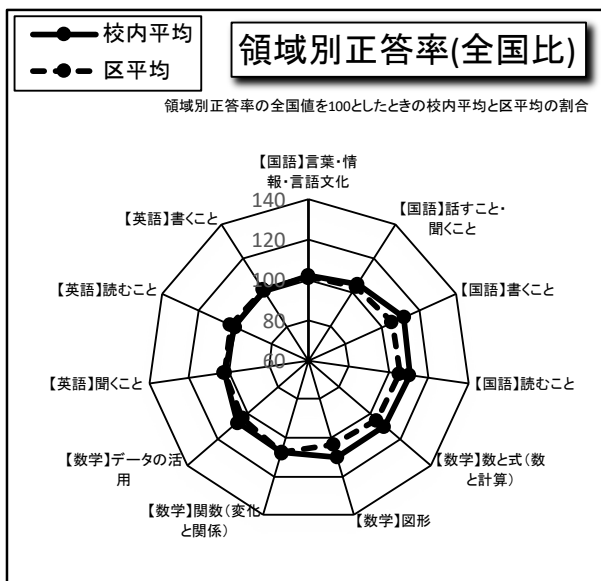 校内平均
区平均
領域別正答率(全国比)
領域別正答率の全国値を100としたときの校内平均と区平均の割合
【国語】言葉・情
報・言語文化
【国語】話すこと・
聞くこと
【国語】書くこと
【国語】読むこと
【数学】数と式(数
と計算)
【数学】図形
【数学】関数(変化
と関係)
【数学】データの活
用
【英語】聞くこと
【英語】読むこと
【英語】書くこと
140
120
100
80
60